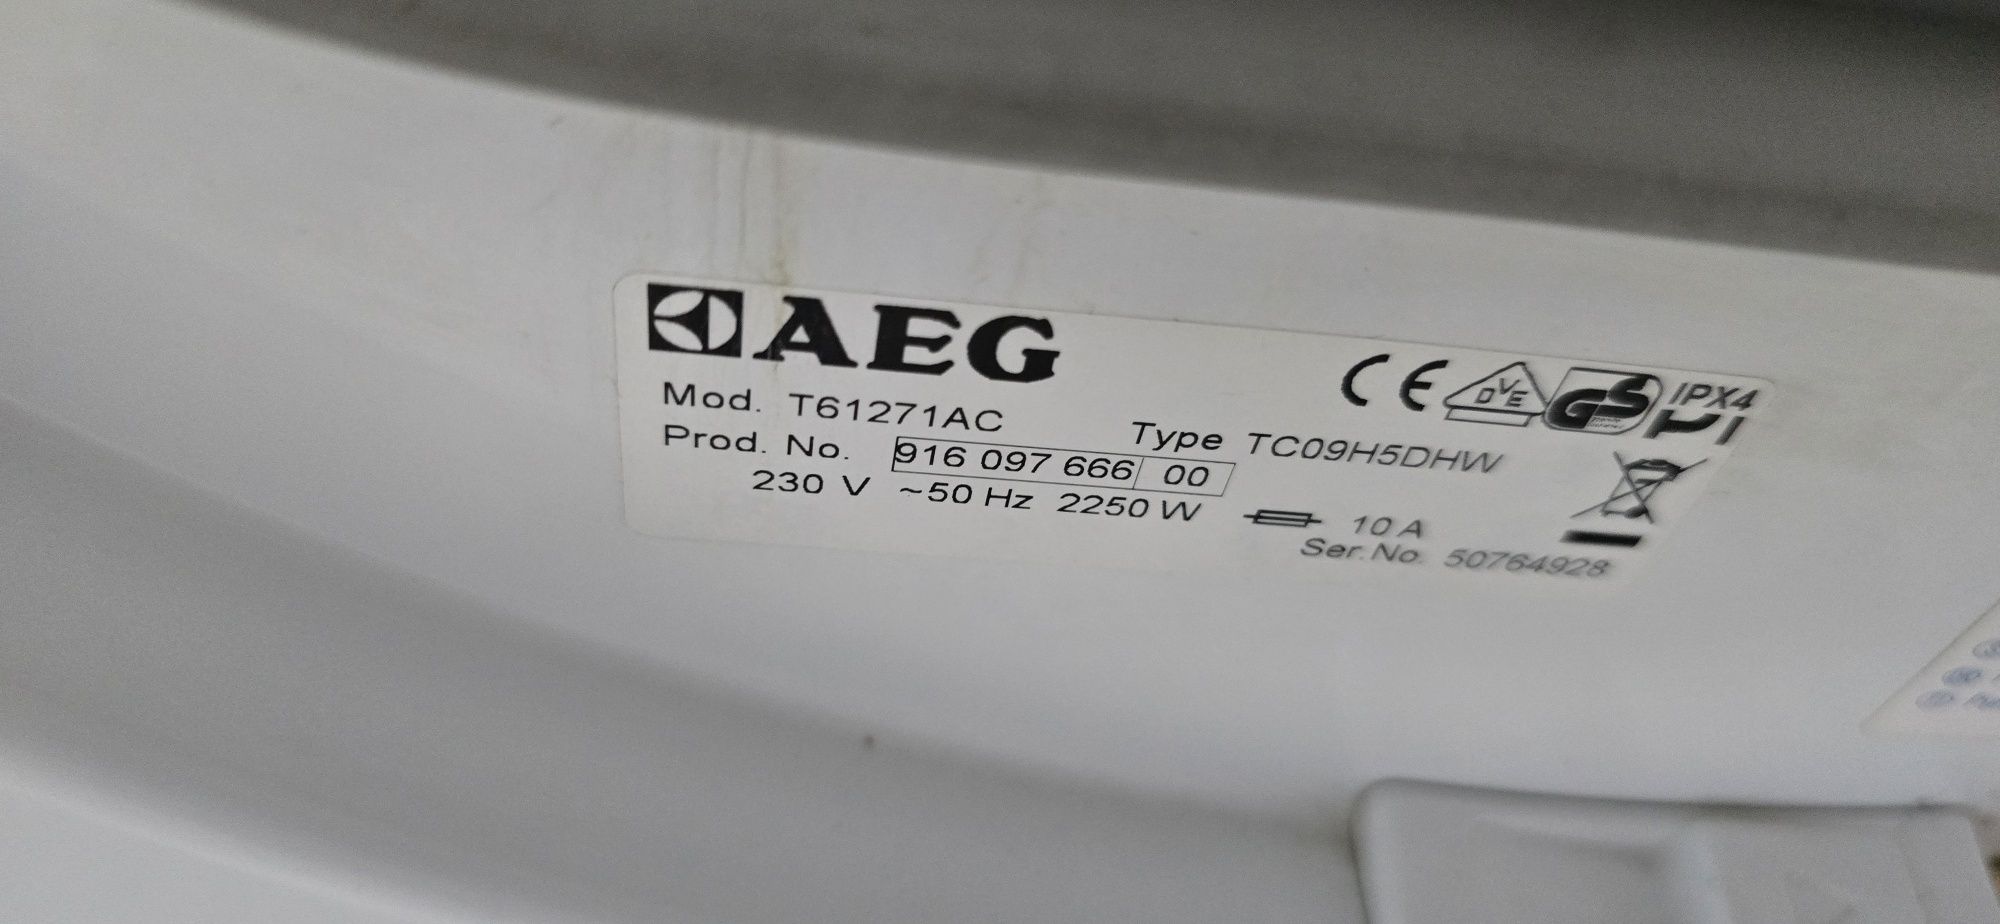 AEG
Mod. T61271AC
Type TC09H5DHW
Prod. No. 916 097 666 00
230 V ~50 Hz 2250 W 10 A
Ser.No. 50764928
CE DVE GS IPX4